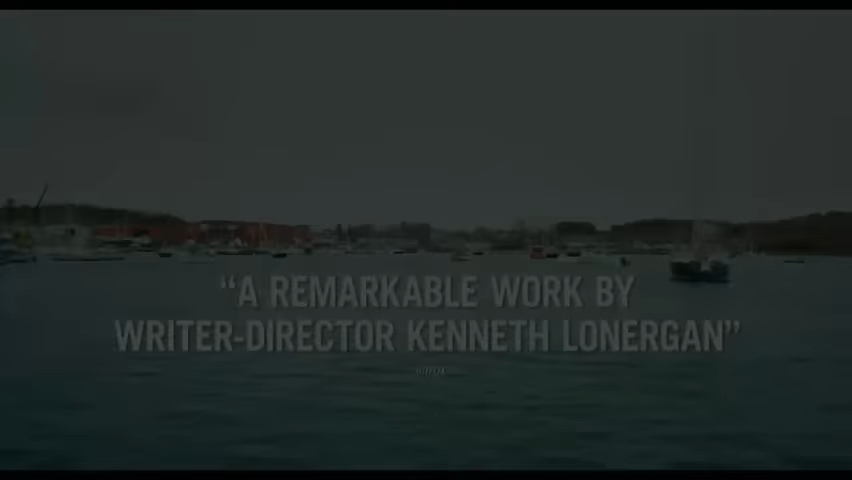 “A REMARKABLE WORK BY
WRITER-DIRECTOR KENNETH LONERGAN”